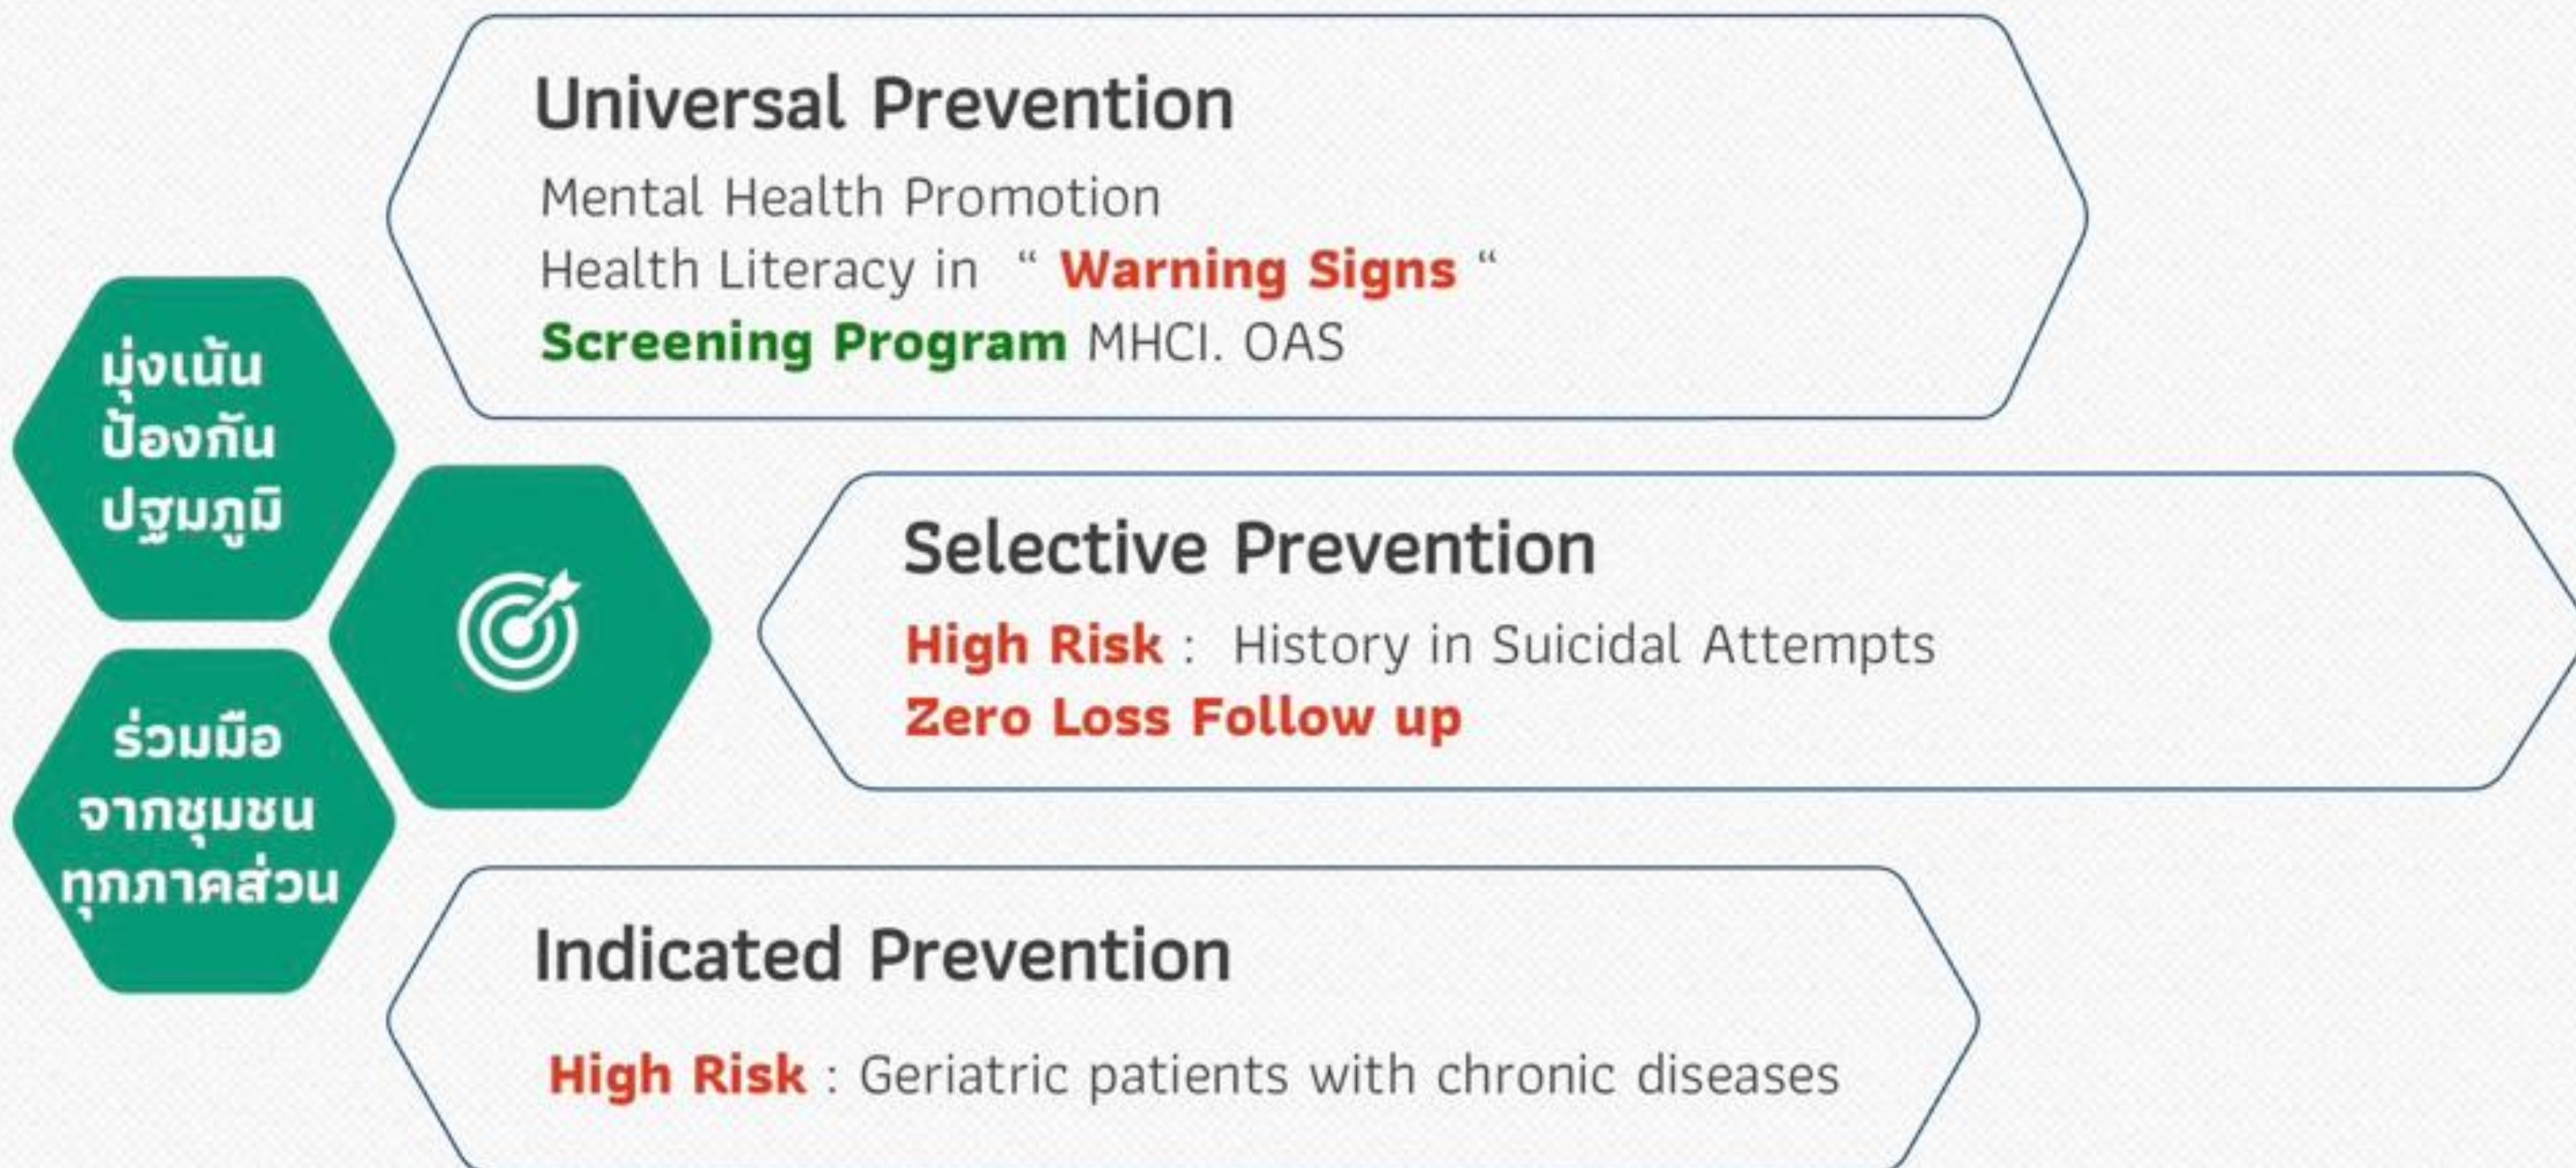 Universal Prevention
Mental Health Promotion
Health Literacy in “ Warning Signs “
Screening Program MHCI. OAS
มุ่งเน้น
ป้องกัน
ปฐมภูมิ
Selective Prevention
High Risk : History in Suicidal Attempts
Zero Loss Follow up
ร่วมมือ
จากชุมชน
ทุกภาคส่วน
Indicated Prevention
High Risk : Geriatric patients with chronic diseases